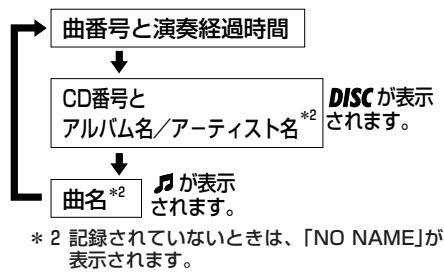 曲番号と演奏経過時間
CD番号と
アルバム名／アーティスト名*2
DISC が表示
されます。
曲名*2
♫ が表示
されます。
＊2 記録されていないときは、「NO NAME」が
表示されます。